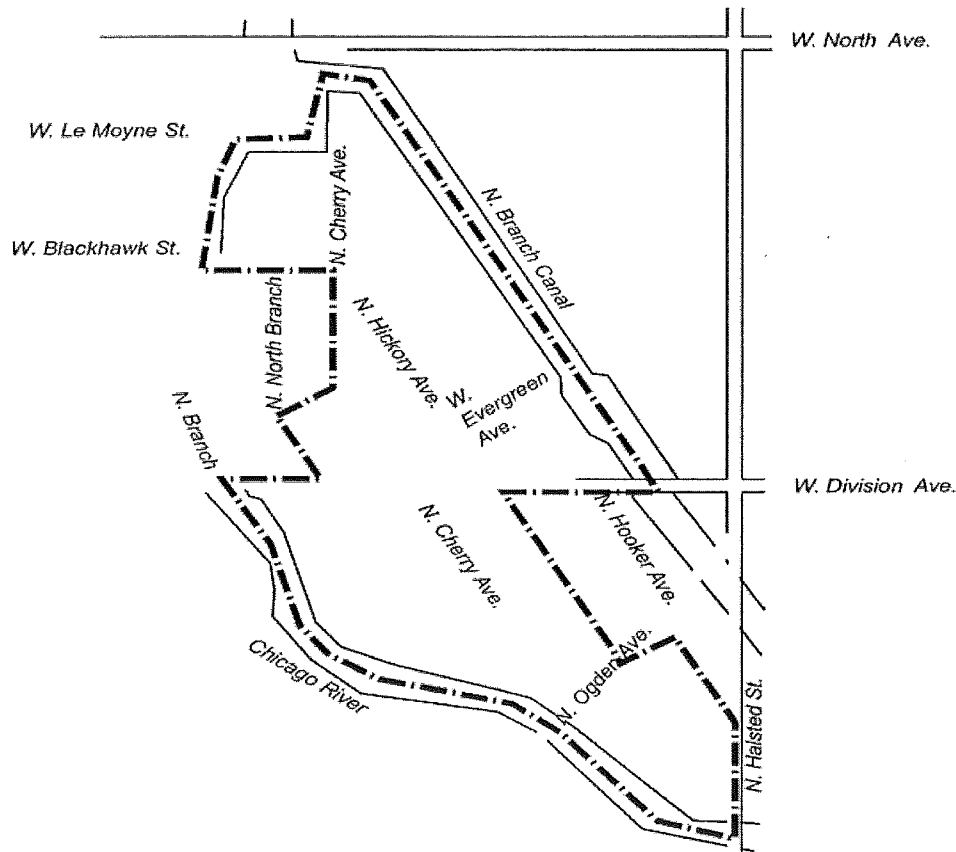 W. North Ave.
W. Le Moyne St.
N. Cherry Ave.
N. Branch Canal
W. Blackhawk St.
N. North Branch
N. Hickory Ave.
W.
Evergreen
Ave.
N. Branch
W. Division Ave.
N. Cherry Ave.
N. Hooker Ave.
N. Ogden Ave.
Chicago River
N. Halsted St.